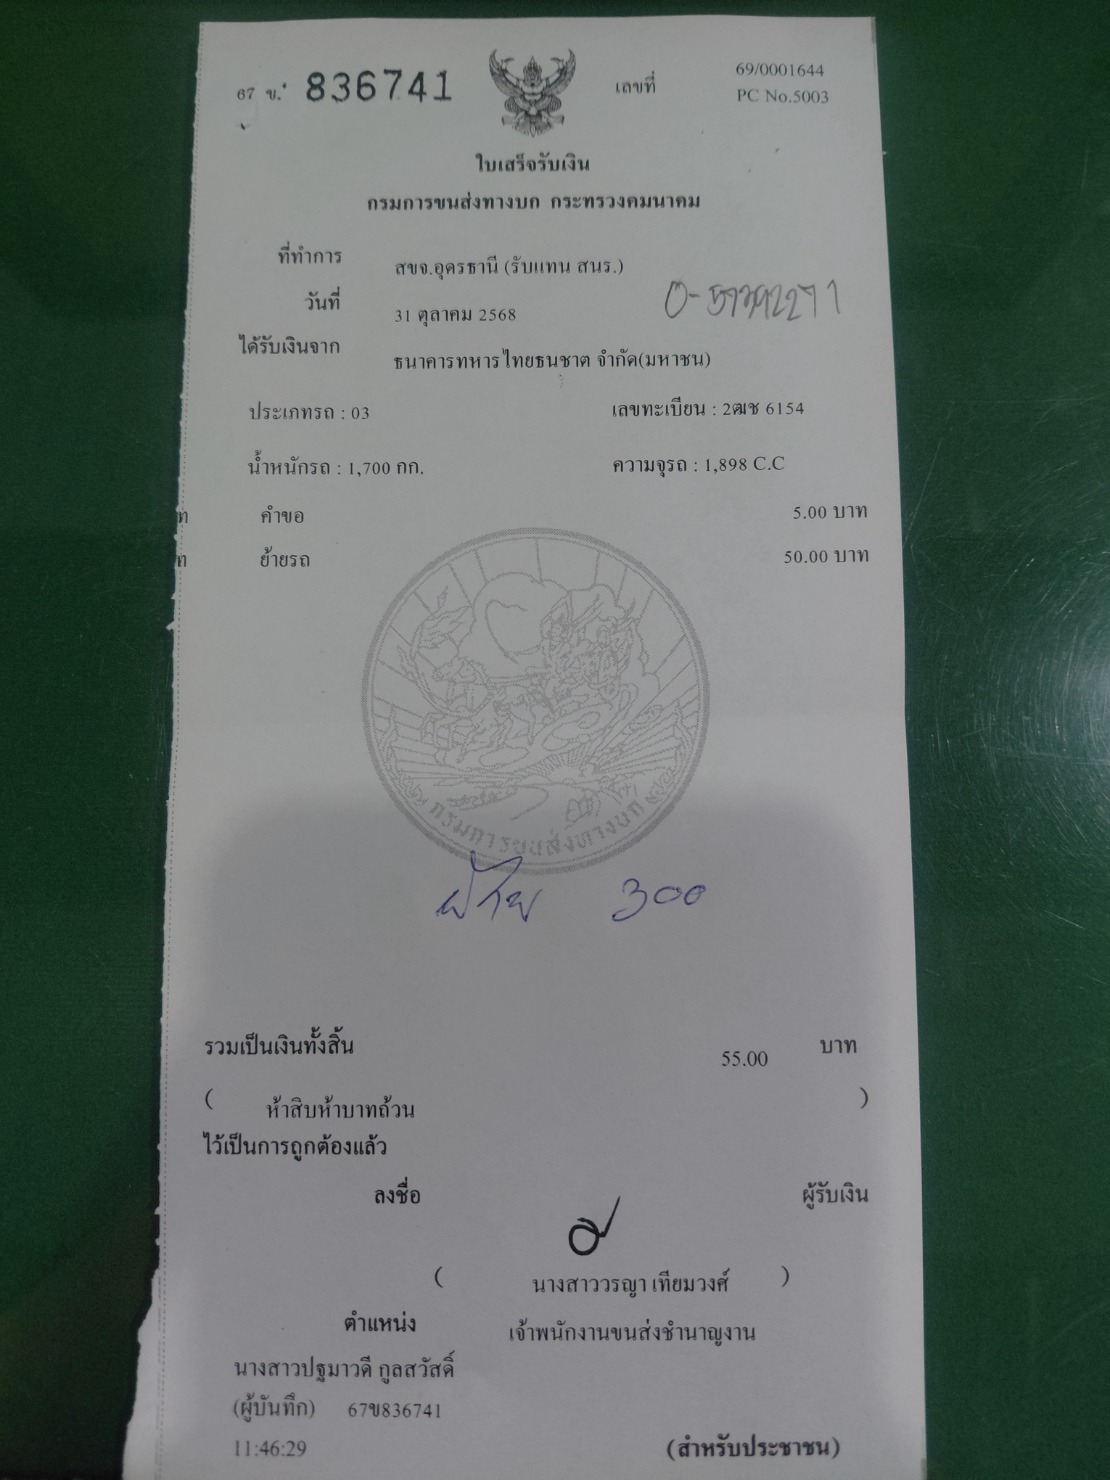 67 ข. 836741
เลขที่ 69/0001644
PC No.5003
ใบเสร็จรับเงิน
กรมการขนส่งทางบก กระทรวงคมนาคม
ที่ทำการ สขจ.อุดรธานี (รับแทน สนร.)
วันที่ 31 ตุลาคม 2568
ได้รับเงินจาก ธนาคารทหารไทยธนชาต จำกัด(มหาชน)
ประเภทรถ : 03 เลขทะเบียน : 2ฒช 6154
น้ำหนักรถ : 1,700 กก. ความจุรถ : 1,898 C.C
ท คำขอ 5.00 บาท
ท ย้ายรถ 50.00 บาท
กรมการขนส่งทางบก
ย้าย 300
รวมเป็นเงินทั้งสิ้น 55.00 บาท
( ห้าสิบห้าบาทถ้วน )
ไว้เป็นการถูกต้องแล้ว
ลงชื่อ ผู้รับเงิน
( นางสาววรญา เทียมวงศ์ )
ตำแหน่ง เจ้าพนักงานขนส่งชำนาญงาน
นางสาวปฐมาวดี กูลสวัสดิ์
(ผู้บันทึก) 67ข836741
11:46:29 (สำหรับประชาชน)